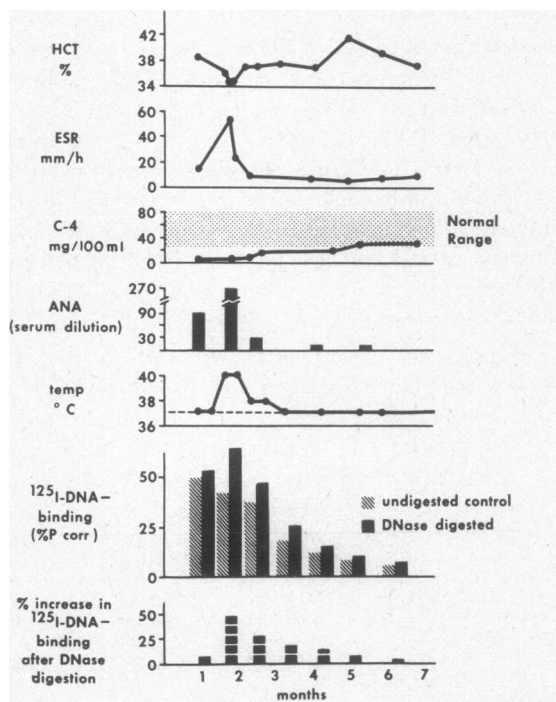 HCT
%
42
38
34
ESR
mm/h
60
40
20
0
C-4
mg/100 ml
80
60
40
20
0
Normal
Range
ANA
(serum dilution)
270
90
30
temp
° C
40
38
36
125I-DNA-
binding
(%P corr)
50
25
0
undigested control
DNase digested
% increase in
125I-DNA-
binding
after DNase
digestion
50
25
0
1 2 3 4 5 6 7
months